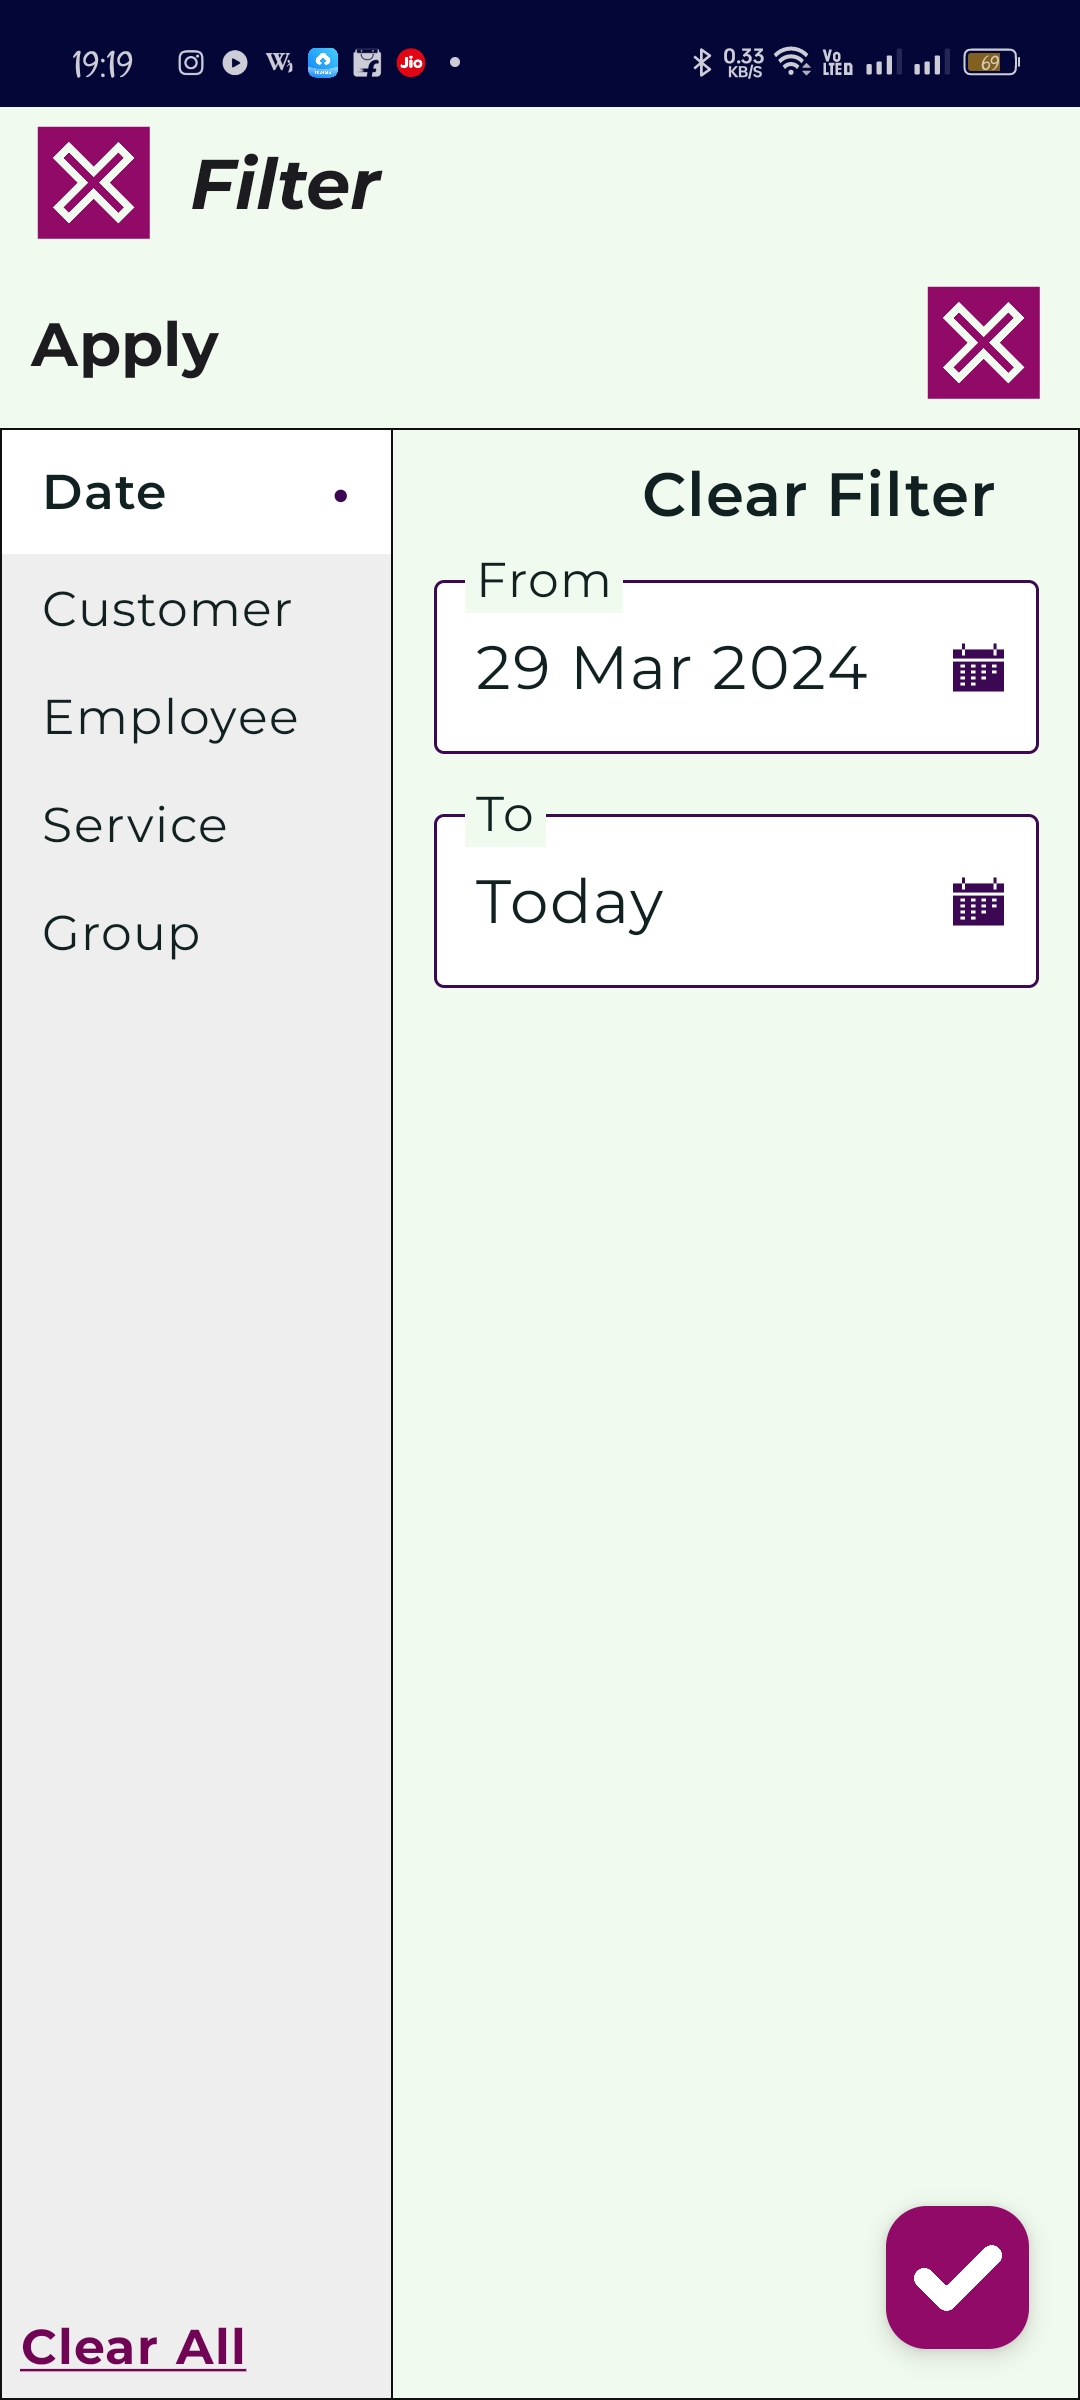 19:19 Jio 0.33 KB/S Vo LTE 69
Filter
Apply
Date
Clear Filter
Customer
Employee
Service
Group
From
29 Mar 2024
To
Today
Clear All